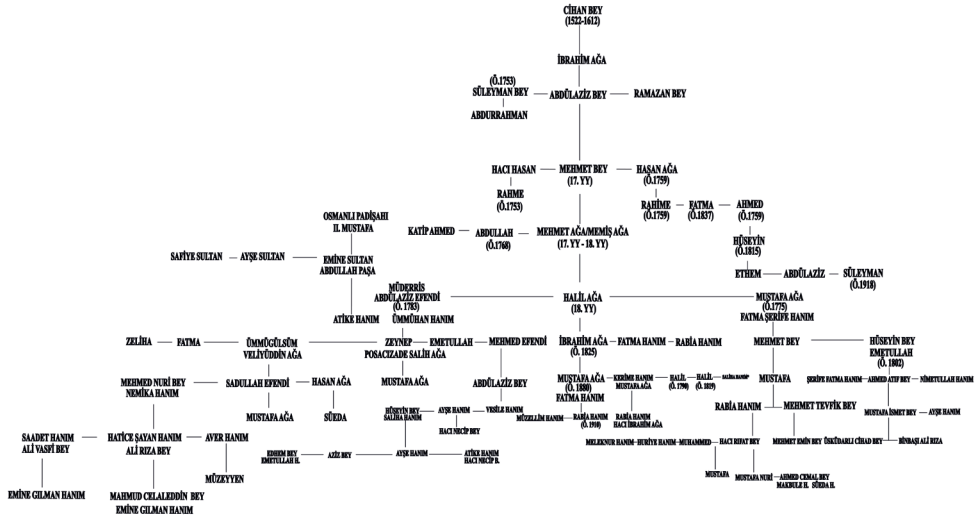 CİHAN BEY
(1522-1612)
İBRAHİM AĞA
(Ö.1753)
SÜLEYMAN BEY — ABDÜLAZİZ BEY — RAMAZAN BEY
ABDURRAHMAN
HACI HASAN — MEHMET BEY — HASAN AĞA
(17. YY) (Ö.1759)
RAHME RAHİME — FATMA — AHMED
(Ö.1753) (Ö.1759) (Ö.1837) (Ö.1759)
OSMANLI PADİŞAHI
II. MUSTAFA
KATİP AHMED — ABDULLAH — MEHMET AĞA/MEMİŞ AĞA
(Ö.1768) (17. YY - 18. YY)
HÜSEYİN
(Ö.1815)
SAFİYE SULTAN — AYŞE SULTAN — EMİNE SULTAN
ABDULLAH PAŞA
ETHEM — ABDÜLAZİZ — SÜLEYMAN
(Ö.1918)
MÜDERRİS
ABDÜLAZİZ EFENDİ — HALİL AĞA — MUSTAFA AĞA
(Ö. 1783) (18. YY) (Ö.1775)
ATİKE HANIM ÜMMÜHAN HANIM FATMA ŞERİFE HANIM
ZELİHA — FATMA — ÜMMÜGÜLSÜM — ZEYNEP — EMETULLAH — MEHMED EFENDİ
VELİYÜDDİN AĞA POSACIZADE SALİH AĞA
İBRAHİM AĞA — FATMA HANIM — RABİA HANIM
(Ö. 1825)
MEHMET BEY — HÜSEYİN BEY
EMETULLAH
(Ö. 1802)
MEHMED NURİ BEY — SADULLAH EFENDİ — HASAN AĞA
NEMİKA HANIM
MUSTAFA AĞA ABDÜLAZİZ BEY
MUSTAFA AĞA — KERİME HANIM — HALİL — HALİL — SALİHA HANIM
(Ö. 1880) MUSTAFA AĞA (Ö. 1790) (Ö. 1819)
FATMA HANIM
MUSTAFA
ŞERİFE FATMA HANIM — AHMED ATIF BEY — NİMETULLAH HANIM
MUSTAFA AĞA SÜEDA
HÜSEYİN BEY — AYŞE HANIM — VESİLE HANIM
SALİHA HANIM HACI NECİP BEY
MÜZELLİM HANIM — RABİA HANIM RABİA HANIM
(Ö. 1910) HACI İBRAHİM AĞA
RABİA HANIM — MEHMET TEVFİK BEY
MUSTAFA İSMET BEY — AYŞE HANIM
SAADET HANIM — HATİCE ŞAYAN HANIM — AVER HANIM
ALİ VASFİ BEY ALİ RIZA BEY
MELEKNUR HANIM — HURİYE HANIM — MUHAMMED — HACI RIFAT BEY
MEHMET EMİN BEY — ÜSKÜDARLI CİHAD BEY — BİNBAŞI ALİ RIZA
EDHEM BEY — AZİZ BEY — AYŞE HANIM — ATİKE HANIM
EMETULLAH H. HACI NECİP B.
MÜZEYYEN
MUSTAFA MUSTAFA NURİ — AHMED CEMAL BEY
MAKBULE H. SÜEDA H.
EMİNE GILMAN HANIM MAHMUD CELALEDDİN BEY
EMİNE GILMAN HANIM